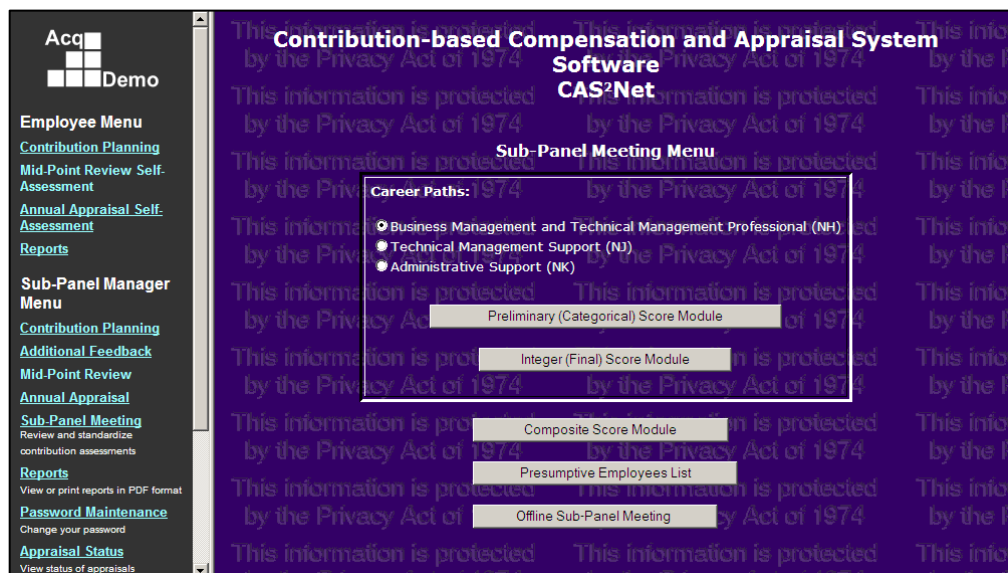 Acq
Demo
Employee Menu
Contribution Planning
Mid-Point Review Self-
Assessment
Annual Appraisal Self-
Assessment
Reports
Sub-Panel Manager
Menu
Contribution Planning
Additional Feedback
Mid-Point Review
Annual Appraisal
Sub-Panel Meeting
Review and standardize
contribution assessments
Reports
View or print reports in PDF format
Password Maintenance
Change your password
Appraisal Status
View status of appraisals
Contribution-based Compensation and Appraisal System
Software
CAS²Net
Sub-Panel Meeting Menu
Career Paths:
Business Management and Technical Management Professional (NH)
Technical Management Support (NJ)
Administrative Support (NK)
Preliminary (Categorical) Score Module
Integer (Final) Score Module
Composite Score Module
Presumptive Employees List
Offline Sub-Panel Meeting
This information is protected
by the Privacy Act of 1974